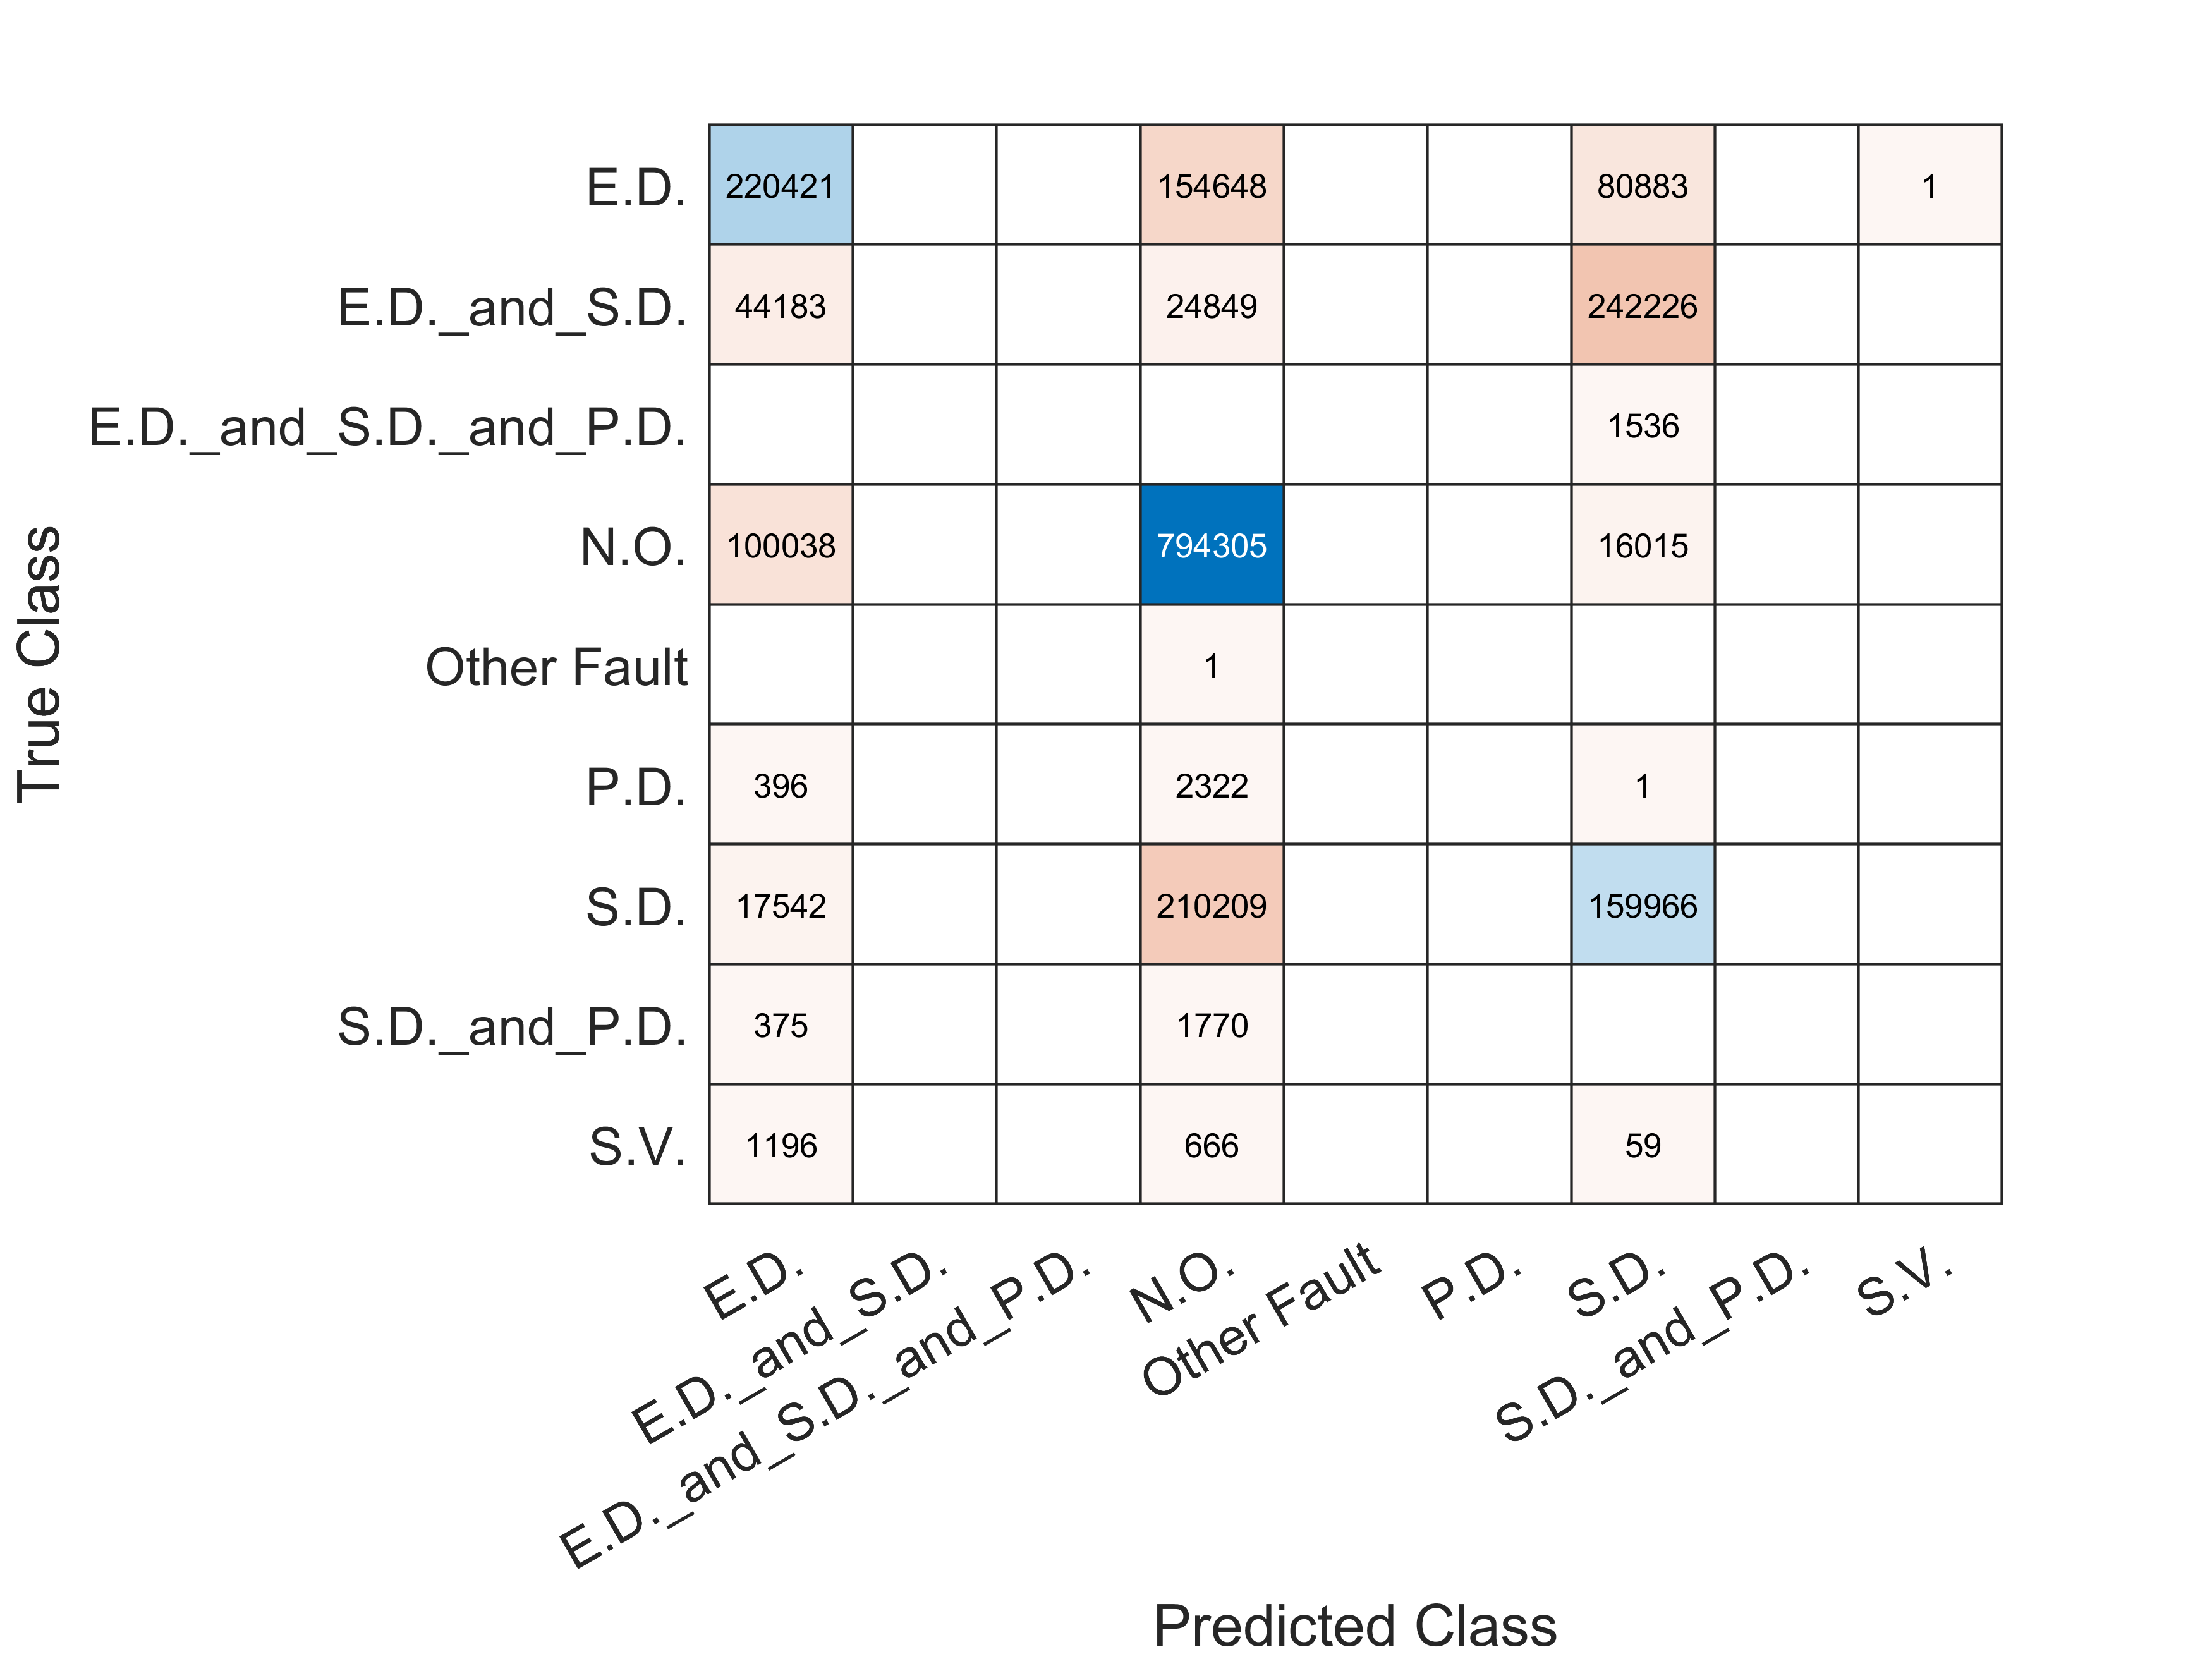 True Class
E.D. 220421 154648 80883 1
E.D._and_S.D. 44183 24849 242226
E.D._and_S.D._and_P.D. 1536
N.O. 100038 794305 16015
Other Fault 1
P.D. 396 2322 1
S.D. 17542 210209 159966
S.D._and_P.D. 375 1770
S.V. 1196 666 59
E.D.
E.D._and_S.D.
E.D._and_S.D._and_P.D.
N.O.
Other Fault
P.D.
S.D.
S.D._and_P.D.
S.V.
Predicted Class